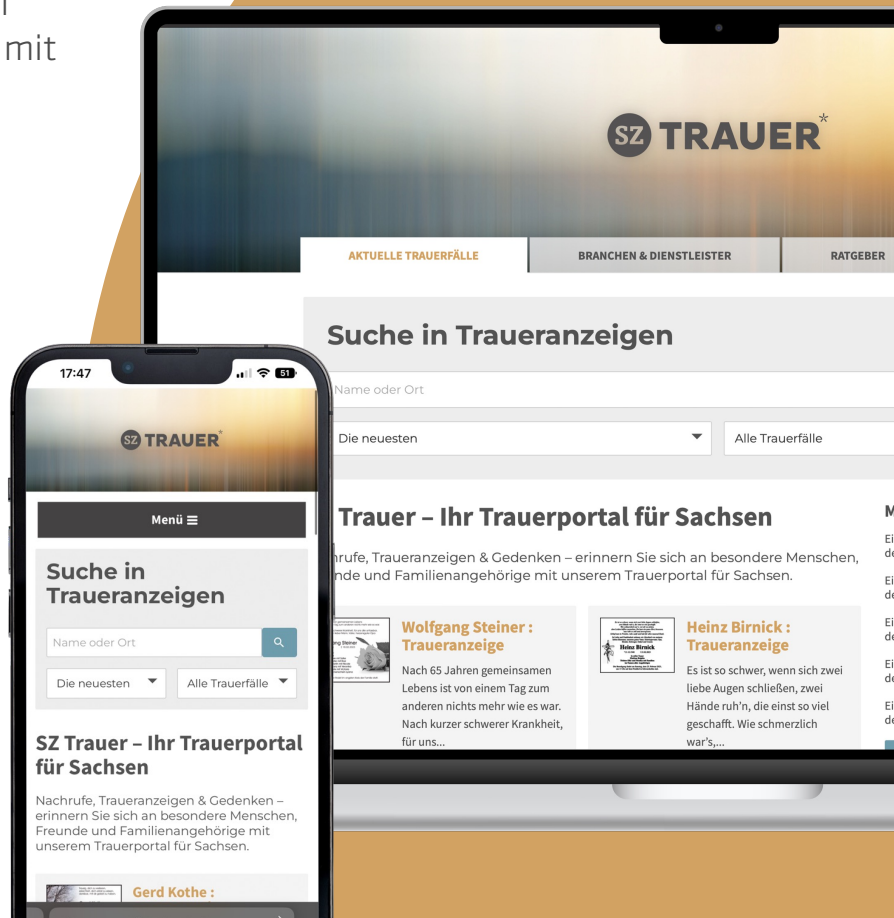 mit
SZ TRAUER*
AKTUELLE TRAUERFÄLLE
BRANCHEN & DIENSTLEISTER
RATGEBER
Suche in Traueranzeigen
Name oder Ort
Die neuesten
Alle Trauerfälle
Trauer – Ihr Trauerportal für Sachsen
Traueranzeigen & Gedenken – erinnern Sie sich an besondere Menschen,
und Familienangehörige mit unserem Trauerportal für Sachsen.
Wolfgang Steiner :
Traueranzeige
Nach 65 Jahren gemeinsamen
Lebens ist von einem Tag zum
anderen nichts mehr wie es war.
Nach kurzer schwerer Krankheit,
für uns...
Heinz Birnick
Heinz Birnick :
Traueranzeige
Es ist so schwer, wenn sich zwei
liebe Augen schließen, zwei
Hände ruh'n, die einst so viel
geschafft. Wie schmerzlich
war's,...
17:47
51
SZ TRAUER*
Menü
Suche in
Traueranzeigen
Name oder Ort
Die neuesten
Alle Trauerfälle
SZ Trauer – Ihr Trauerportal
für Sachsen
Nachrufe, Traueranzeigen & Gedenken –
erinnern Sie sich an besondere Menschen,
Freunde und Familienangehörige mit
unserem Trauerportal für Sachsen.
Gerd Kothe :